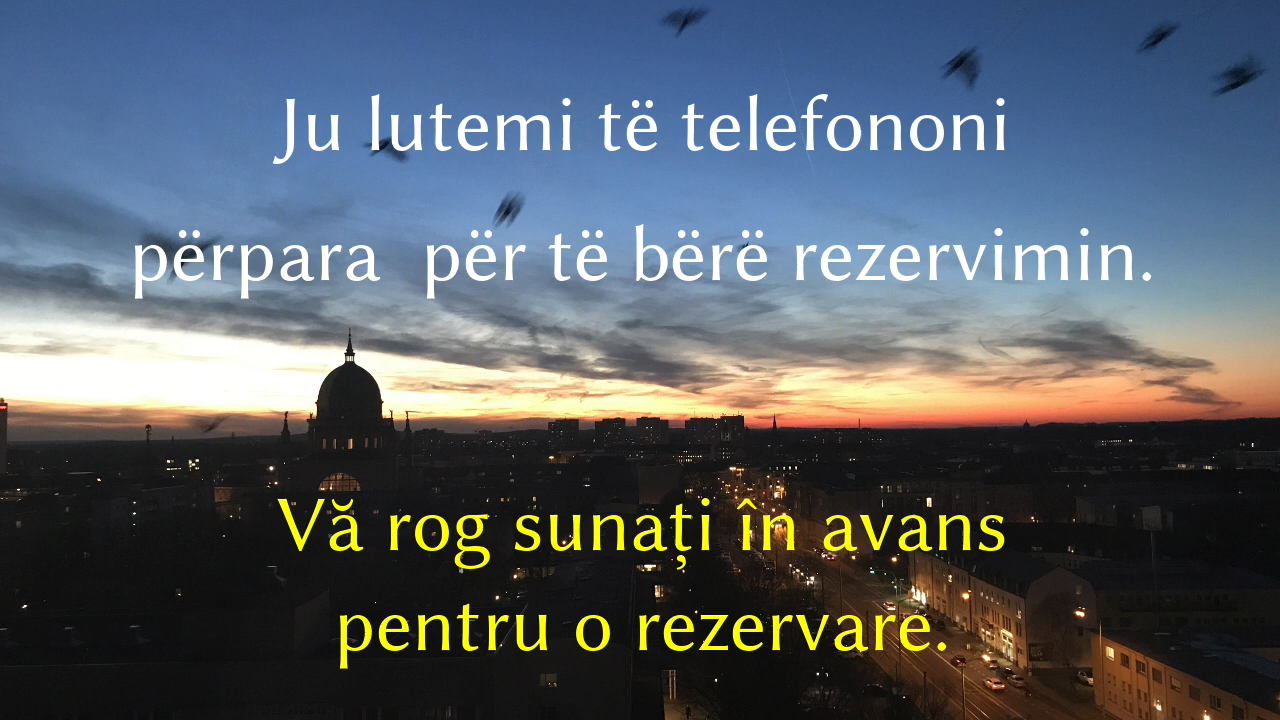 Ju lutemi të telefononi
përpara  për të bërë rezervimin.
Vă rog sunați în avans
pentru o rezervare.